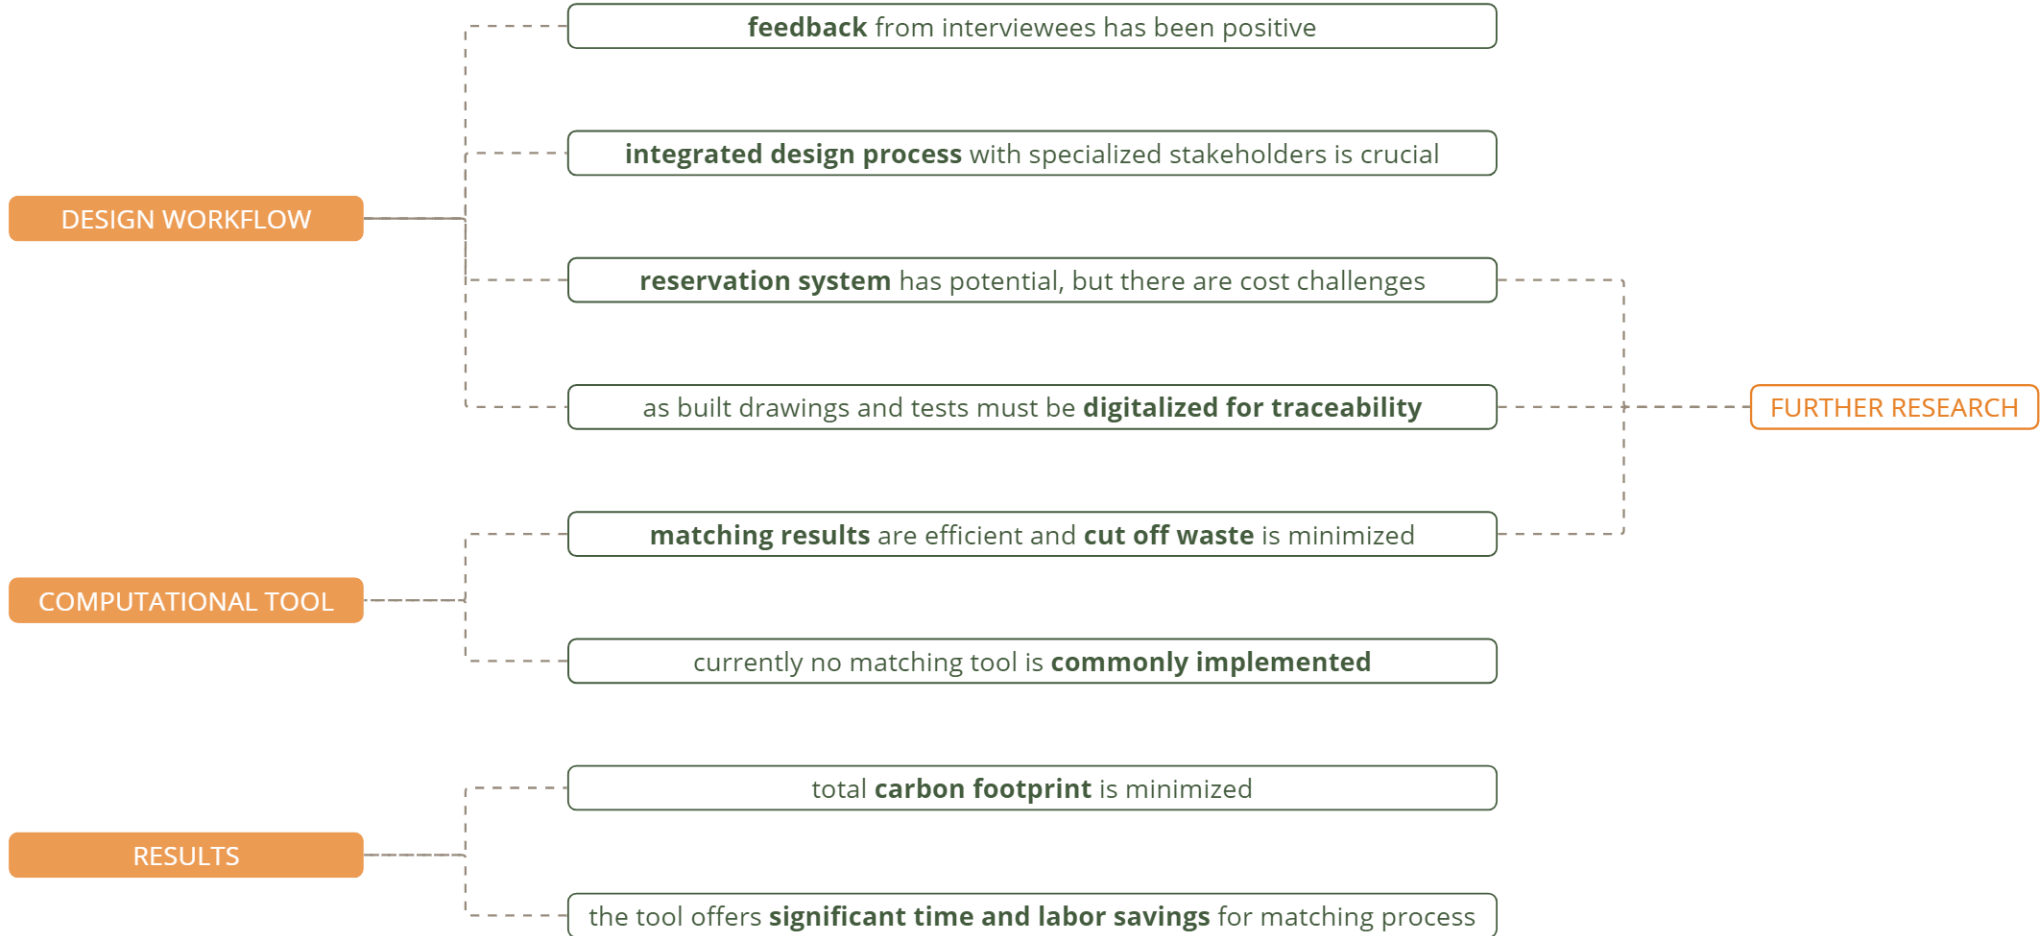 feedback from interviewees has been positive
integrated design process with specialized stakeholders is crucial
DESIGN WORKFLOW
reservation system has potential, but there are cost challenges
as built drawings and tests must be digitalized for traceability
FURTHER RESEARCH
matching results are efficient and cut off waste is minimized
COMPUTATIONAL TOOL
currently no matching tool is commonly implemented
total carbon footprint is minimized
RESULTS
the tool offers significant time and labor savings for matching process